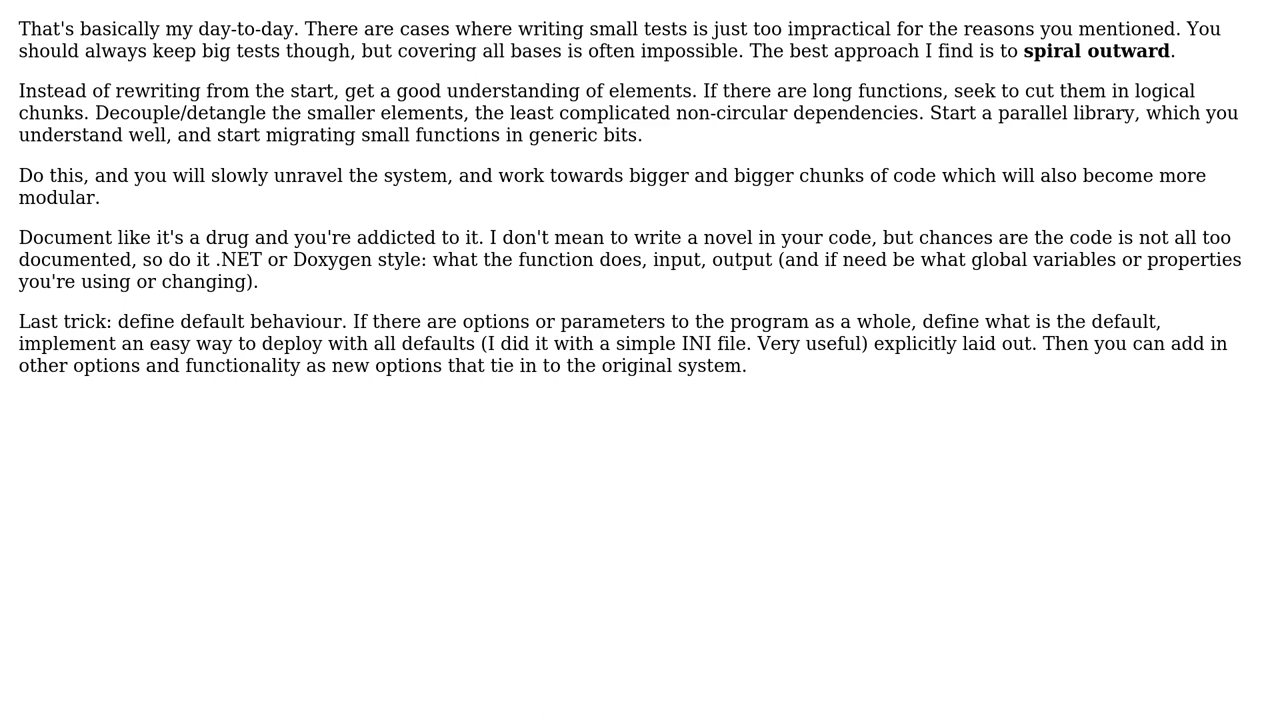 That's basically my day-to-day. There are cases where writing small tests is just too impractical for the reasons you mentioned. You
should always keep big tests though, but covering all bases is often impossible. The best approach I find is to spiral outward.
Instead of rewriting from the start, get a good understanding of elements. If there are long functions, seek to cut them in logical
chunks. Decouple/detangle the smaller elements, the least complicated non-circular dependencies. Start a parallel library, which you
understand well, and start migrating small functions in generic bits.
Do this, and you will slowly unravel the system, and work towards bigger and bigger chunks of code which will also become more
modular.
Document like it's a drug and you're addicted to it. I don't mean to write a novel in your code, but chances are the code is not all too
documented, so do it .NET or Doxygen style: what the function does, input, output (and if need be what global variables or properties
you're using or changing).
Last trick: define default behaviour. If there are options or parameters to the program as a whole, define what is the default,
implement an easy way to deploy with all defaults (I did it with a simple INI file. Very useful) explicitly laid out. Then you can add in
other options and functionality as new options that tie in to the original system.